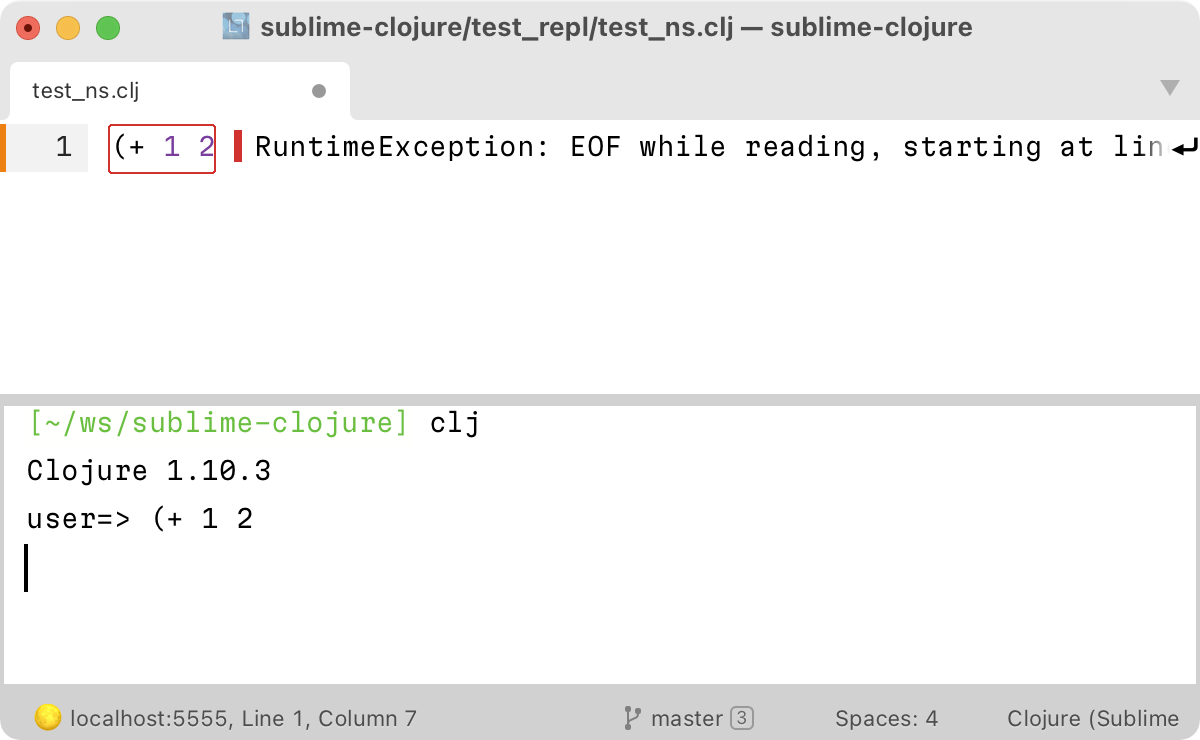 sublime-clojure/test_repl/test_ns.clj — sublime-clojure
test_ns.clj
1 (+ 1 2 RuntimeException: EOF while reading, starting at lin
[~/ws/sublime-clojure] clj
Clojure 1.10.3
user=> (+ 1 2
localhost:5555, Line 1, Column 7 master 3 Spaces: 4 Clojure (Sublime